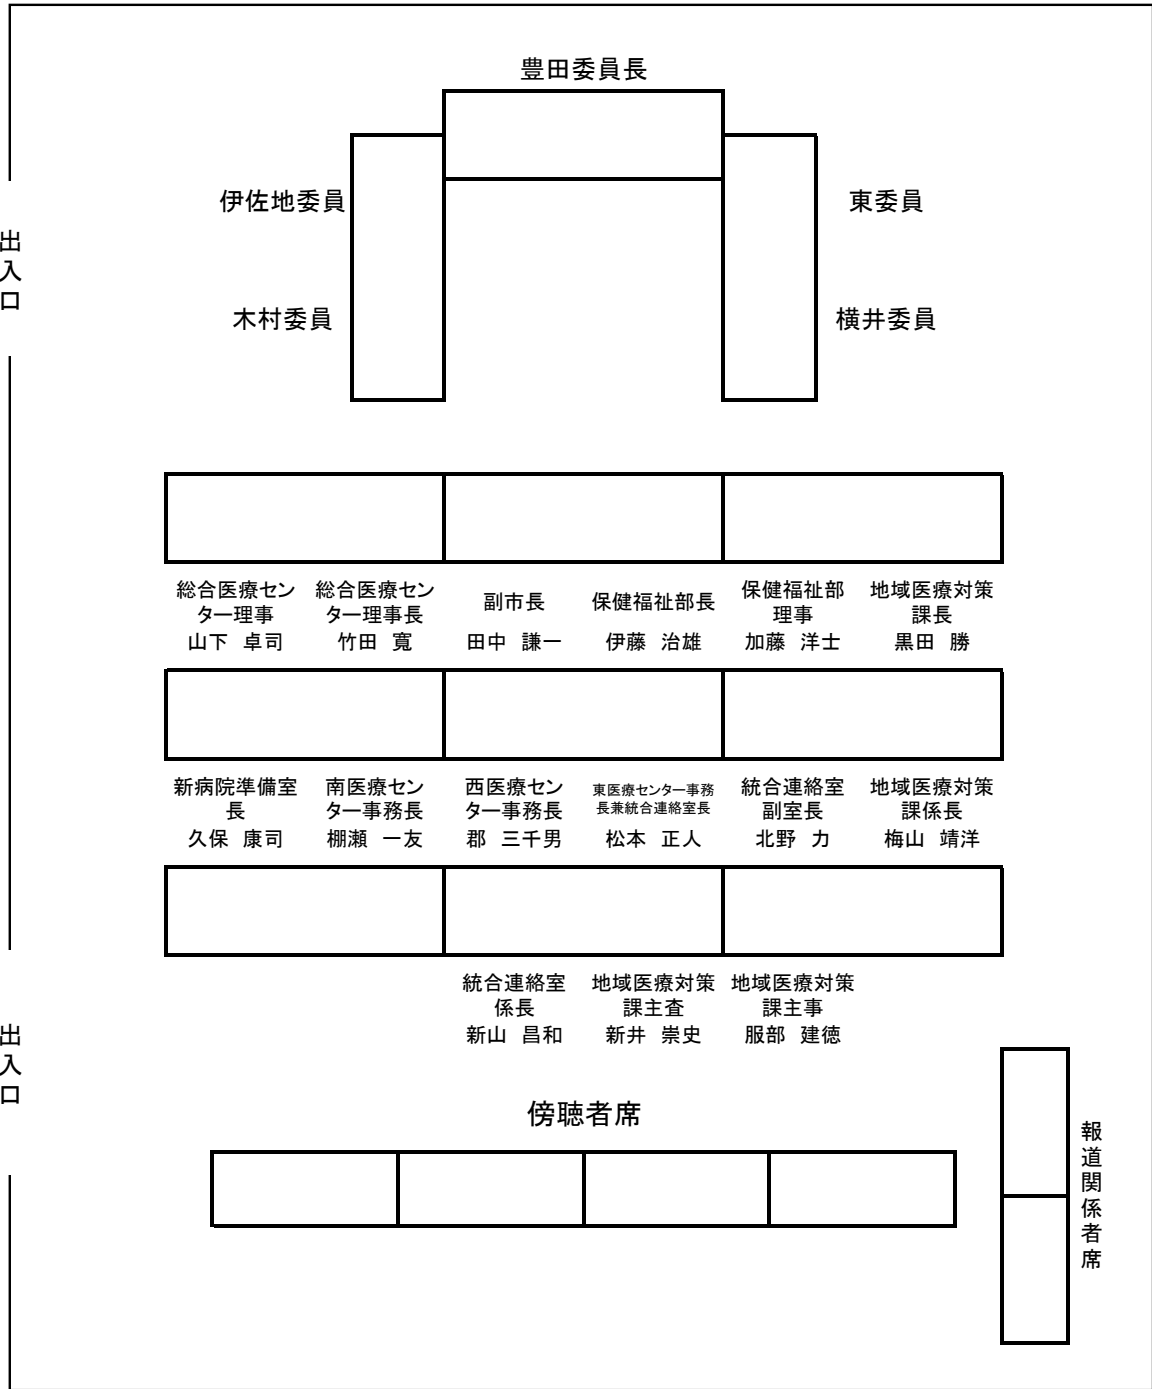 豊田委員長
伊佐地委員
東委員
出入口
木村委員
横井委員
総合医療セン
ター理事
山下 卓司
総合医療セン
ター理事長
竹田 寛
副市長
田中 謙一
保健福祉部長
伊藤 治雄
保健福祉部
理事
加藤 洋士
地域医療対策
課長
黒田 勝
新病院準備室
長
久保 康司
南医療セン
ター事務長
棚瀬 一友
西医療セン
ター事務長
郡 三千男
東医療センター事務
長兼統合連絡室長
松本 正人
統合連絡室
副室長
北野 力
地域医療対策
課係長
梅山 靖洋
統合連絡室
係長
新山 昌和
地域医療対策
課主査
新井 崇史
地域医療対策
課主事
服部 建徳
出入口
傍聴者席
報道関係者席